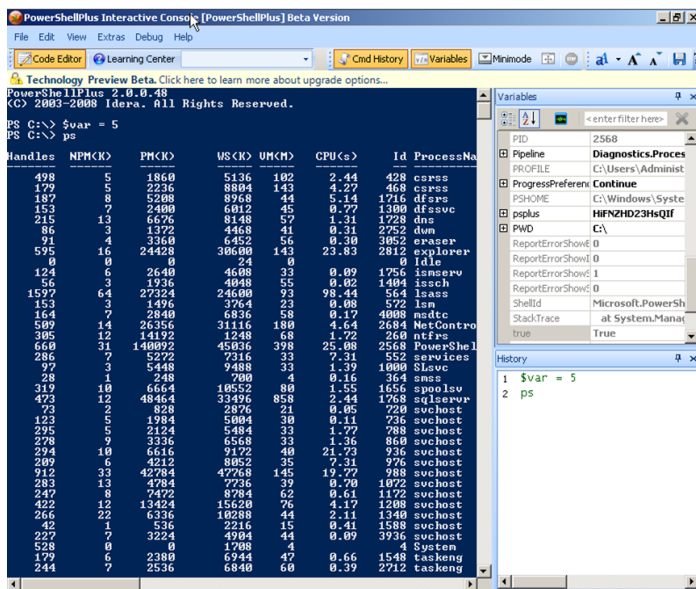 PowerShellPlus Interactive Console [PowerShellPlus] Beta Version
File Edit View Extras Debug Help
Code Editor Learning Center Cmd History Variables Minimode
Technology Preview Beta. Click here to learn more about upgrade options...
PowerShellPlus 2.0.0.48
(C) 2003-2008 Idera. All Rights Reserved.
PS C:\> $var = 5
PS C:\> ps
Handles NPM(K) PM(K) WS(K) VM(M) CPU(s) Id ProcessNa
498 5 1860 5136 102 2.44 428 csrss
179 5 2236 8804 143 4.27 468 csrss
187 8 5208 8968 44 5.14 1716 dfsrs
153 7 2400 6012 45 0.77 1300 dfssvc
215 13 6676 8148 57 1.31 1728 dns
86 3 1372 4468 41 0.31 2752 dwm
91 4 3360 6452 56 0.30 3052 eraser
595 16 24428 30600 143 23.83 2812 explorer
0 0 0 24 0 0 Idle
124 6 2640 4608 33 0.09 1756 ismserv
56 3 1936 4048 55 0.02 1404 issch
1597 64 27324 24600 93 98.44 564 lsass
153 3 1496 3764 23 0.08 572 lsm
164 7 2840 6836 58 0.17 4008 msdtc
509 14 26356 31116 180 4.64 2684 NetContro
305 12 14192 1248 68 1.72 260 ntfrs
660 31 140092 45036 390 25.08 2568 PowerShel
286 7 5272 7316 33 7.31 552 services
97 3 5448 9488 33 1.39 1000 SLsvc
28 1 248 700 4 0.16 364 smss
319 10 6664 10552 80 1.55 1656 spoolsv
473 12 48464 33496 858 2.44 1768 sqlservr
73 2 828 2876 21 0.05 720 svchost
123 5 1984 5004 30 0.11 736 svchost
295 5 2124 5484 33 1.77 788 svchost
278 9 3336 6568 33 1.36 860 svchost
294 10 6616 9172 40 21.73 936 svchost
209 6 4212 8052 35 7.31 976 svchost
912 33 42784 47768 145 19.77 988 svchost
283 13 4784 7736 39 0.70 1072 svchost
247 8 7472 8784 62 0.61 1172 svchost
422 12 13424 15620 76 4.17 1208 svchost
266 22 6336 10288 44 2.11 1340 svchost
42 1 536 2216 15 0.41 1588 svchost
227 7 3224 4904 44 0.09 3936 svchost
528 0 0 1708 4 4 System
179 6 2380 6944 47 0.66 1548 taskeng
244 7 2536 6840 60 0.39 2712 taskeng
Variables
<enter filter here>
PID 2568
Pipeline Diagnostics.Proces
PROFILE C:\Users\Administ
ProgressPreferenc Continue
PSHOME C:\Windows\Syste
psplus HiFNZHD23HsQIf
PWD C:\
ReportErrorShowE 0
ReportErrorShowI 0
ReportErrorShowS 1
ReportErrorShowS 0
ShellId Microsoft.PowerSh
StackTrace at System.Manag
true True
History
1 $var = 5
2 ps